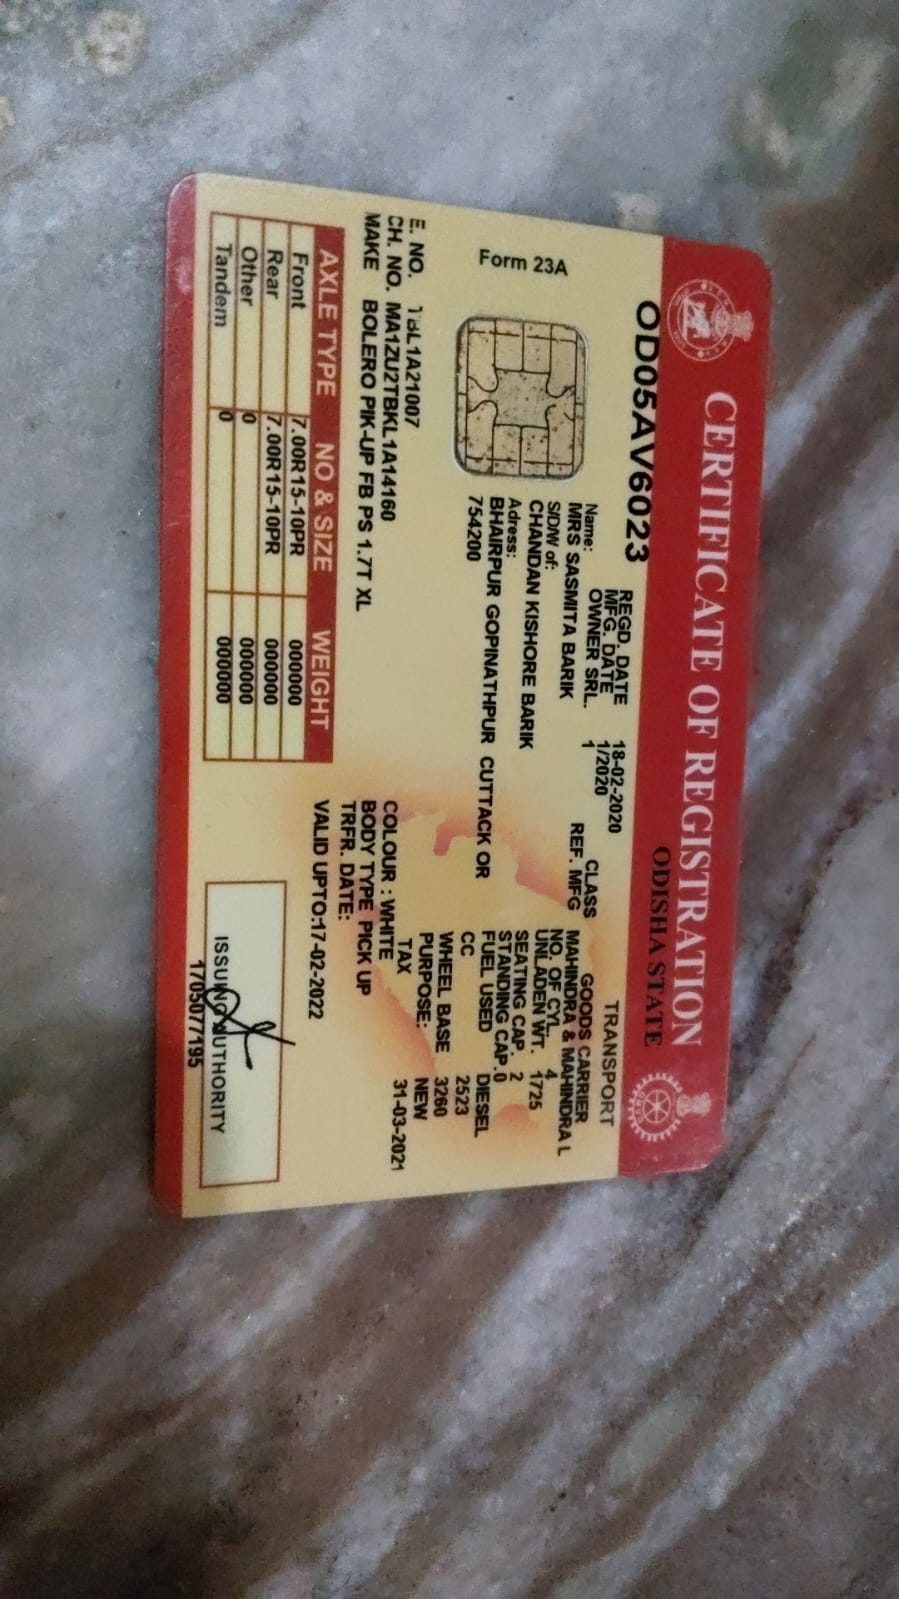 CERTIFICATE OF REGISTRATION
ODISHA STATE
OD05AV6023
TRANSPORT
REGD. DATE 18-02-2020 CLASS GOODS CARRIER
MFG. DATE 1/2020 REF. MFG MAHINDRA & MAHINDRA L
OWNER SRL. 1 NO. OF CYL. 4
Form 23A
Name: UNLADEN WT. 1725
MRS SASMITA BARIK SEATING CAP. 2
S/D/W of: STANDING CAP.0
CHANDAN KISHORE BARIK FUEL USED DIESEL
Adress: CC 2523
BHAIRPUR GOPINATHPUR CUTTACK OR WHEEL BASE 3260
754200 PURPOSE: NEW
TAX 31-03-2021
E. NO. COLOUR : WHITE
CH. NO. MA1ZU2TBKL1A14160 BODY TYPE PICK UP
MAKE BOLERO PIK-UP FB PS 1.7T XL TRFR. DATE:
VALID UPTO:17-02-2022
AXLE TYPE NO & SIZE WEIGHT
Front 7.00R15-10PR 000000
Rear 7.00R15-10PR 000000
Other 0 000000
Tandem 0 000000
ISSUING AUTHORITY
1705077195